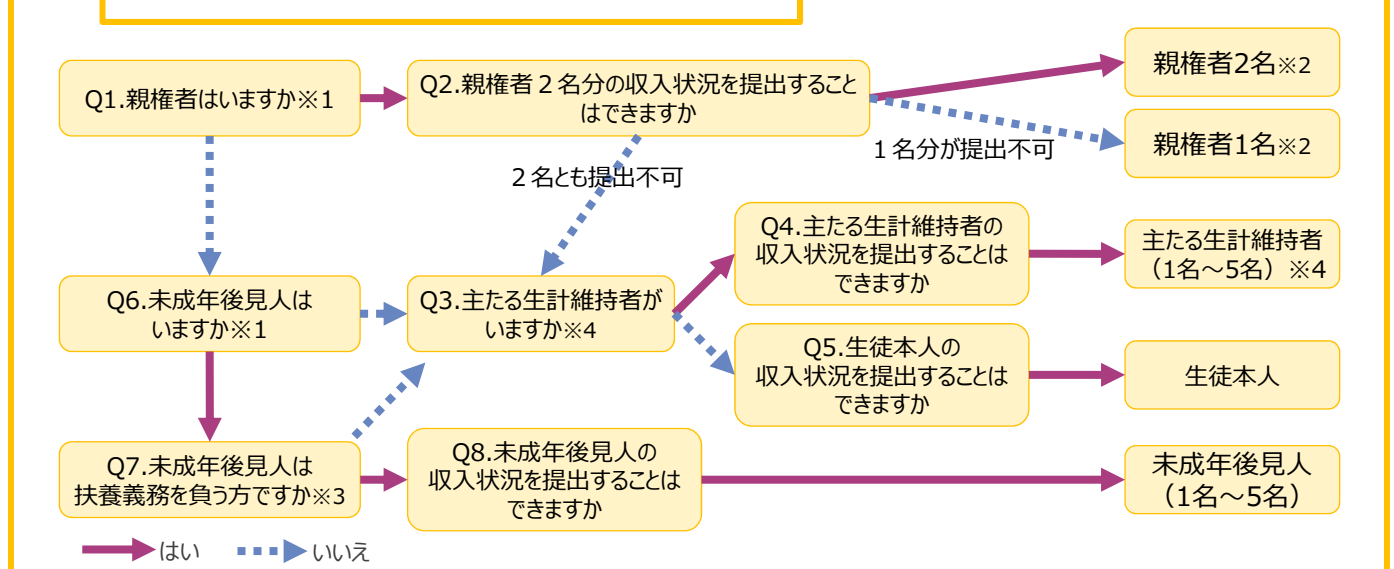 Q1.親権者はいますか※1
Q2.親権者２名分の収入状況を提出すること
はできますか
親権者2名※2
親権者1名※2
１名分が提出不可
２名とも提出不可
Q4.主たる生計維持者の
収入状況を提出することは
できますか
主たる生計維持者
（1名～5名）※4
Q6.未成年後見人は
いますか※1
Q3.主たる生計維持者が
いますか※4
Q5.生徒本人の
収入状況を提出することは
できますか
生徒本人
Q7.未成年後見人は
扶養義務を負う方ですか※3
Q8.未成年後見人の
収入状況を提出することは
できますか
未成年後見人
（1名～5名）
はい
いいえ